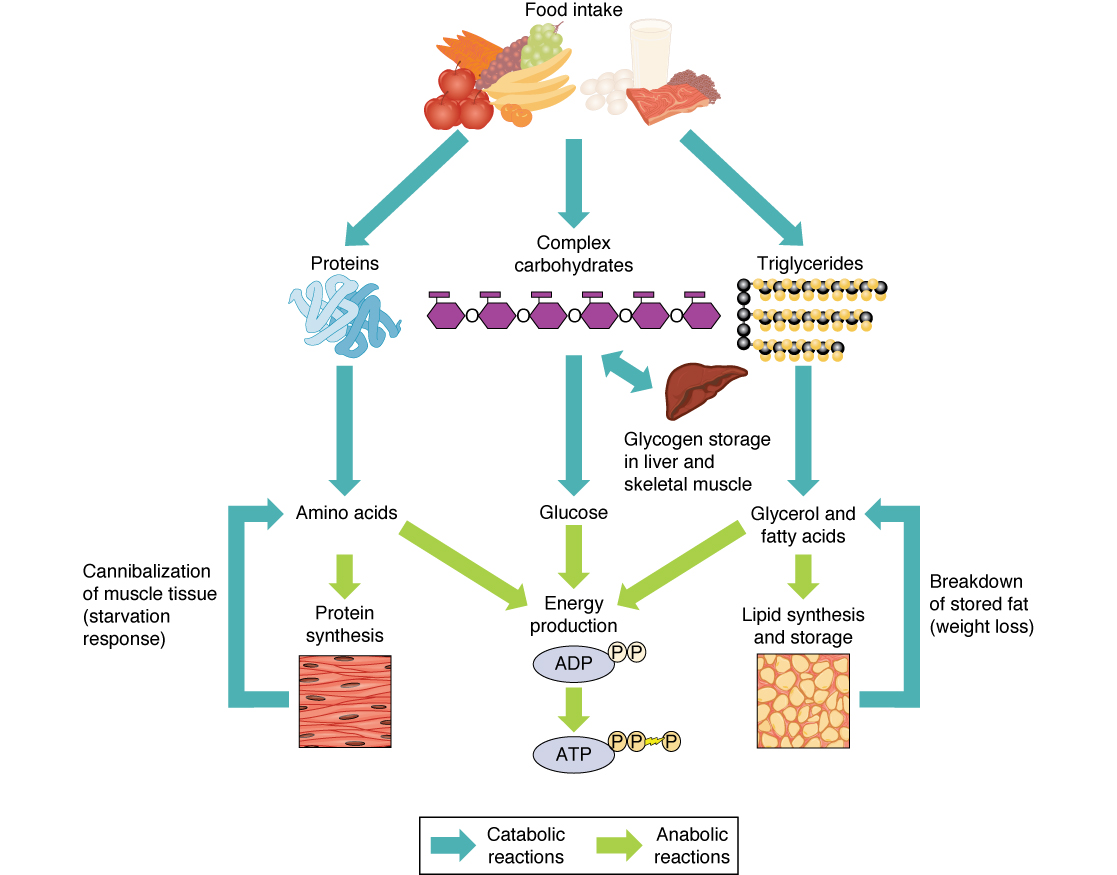 Food intake
Proteins
Complex
carbohydrates
Triglycerides
O O O O O
Glycogen storage
in liver and
skeletal muscle
Amino acids
Glucose
Glycerol and
fatty acids
Cannibalization
of muscle tissue
(starvation
response)
Protein
synthesis
Energy
production
Lipid synthesis
and storage
Breakdown
of stored fat
(weight loss)
ADP P P
ATP P P P
Catabolic
reactions
Anabolic
reactions